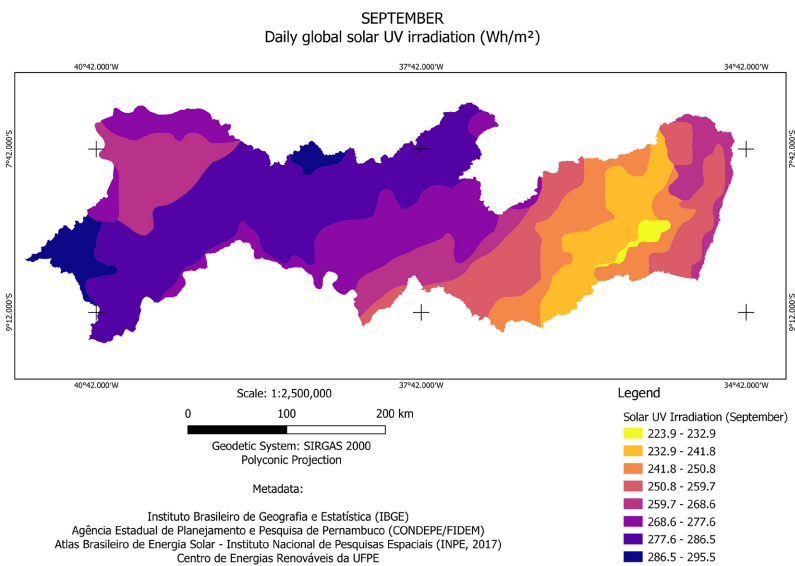 SEPTEMBER
Daily global solar UV irradiation (Wh/m²)
40°42.000'W
37°42.000'W
34°42.000'W
7°42.000'S
7°42.000'S
9°12.000'S
9°12.000'S
40°42.000'W
37°42.000'W
34°42.000'W
Scale: 1:2,500,000
0 100 200 km
Geodetic System: SIRGAS 2000
Polyconic Projection
Metadata:
Instituto Brasileiro de Geografia e Estatística (IBGE)
Agência Estadual de Planejamento e Pesquisa de Pernambuco (CONDEPE/FIDEM)
Atlas Brasileiro de Energia Solar - Instituto Nacional de Pesquisas Espaciais (INPE, 2017)
Centro de Energias Renováveis da UFPE
Legend
Solar UV Irradiation (September)
223.9 - 232.9
232.9 - 241.8
241.8 - 250.8
250.8 - 259.7
259.7 - 268.6
268.6 - 277.6
277.6 - 286.5
286.5 - 295.5